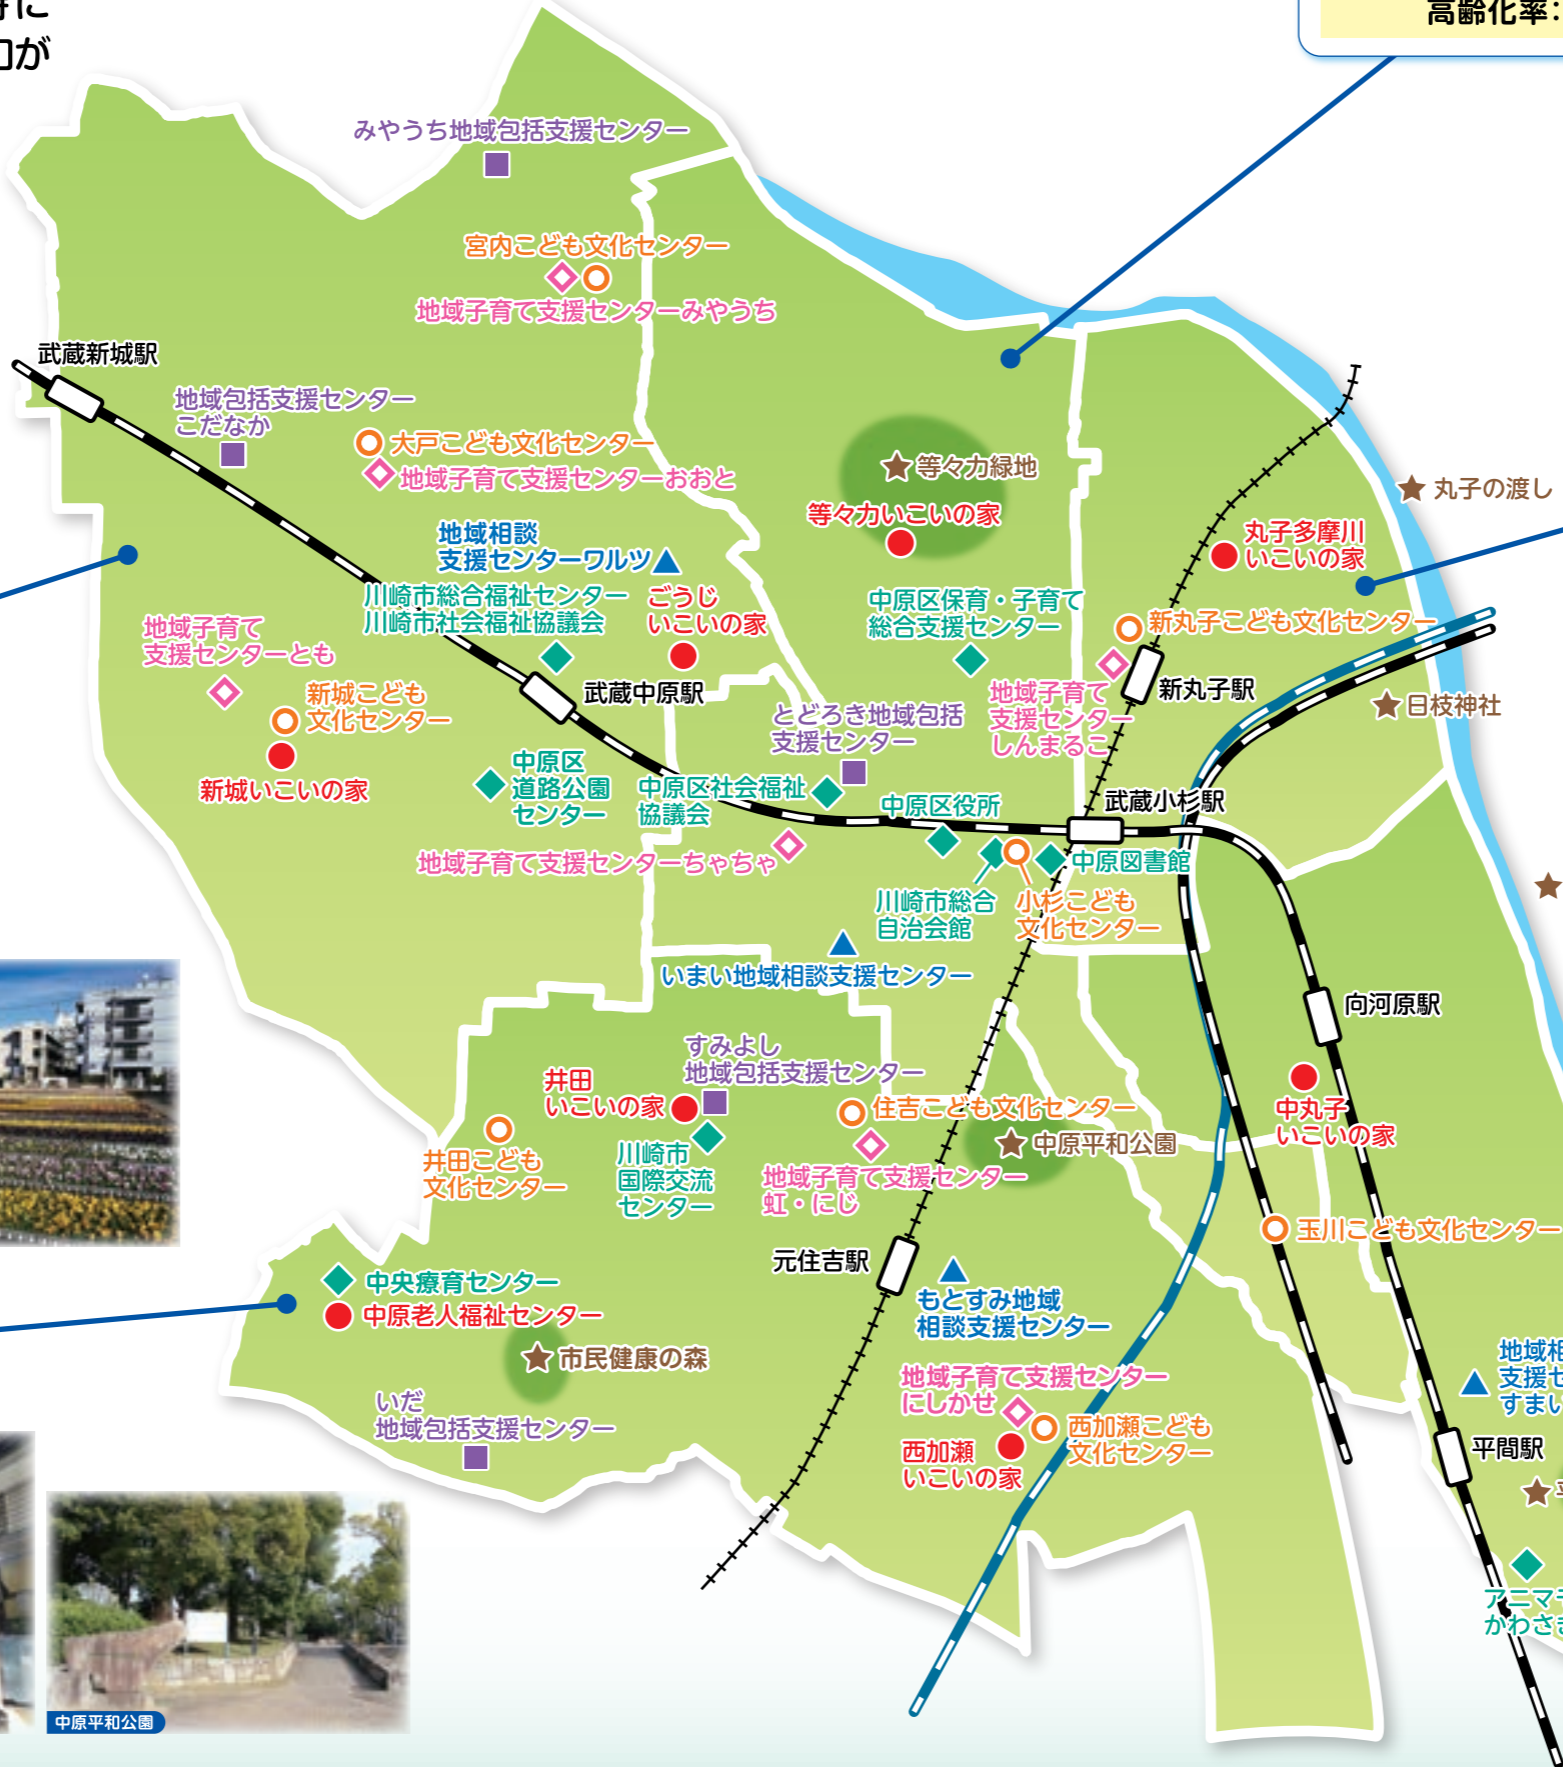 高齢化率：
が
みやうち地域包括支援センター
宮内こども文化センター
地域子育て支援センターみやうち
武蔵新城駅
地域包括支援センター
こだなか
大戸こども文化センター
地域子育て支援センターおおと
等々力緑地
等々力いこいの家
丸子の渡し
丸子多摩川
いこいの家
地域相談
支援センターワルツ
川崎市総合福祉センター
川崎市社会福祉協議会
ごうじ
いこいの家
中原区保育・子育て
総合支援センター
新丸子こども文化センター
地域子育て
支援センターとも
新城こども
文化センター
新城いこいの家
武蔵中原駅
地域子育て
支援センター
しんまるこ
新丸子駅
日枝神社
とどろき地域包括
支援センター
中原区
道路公園
センター
中原区社会福祉
協議会
中原区役所
武蔵小杉駅
地域子育て支援センターちゃちゃ
中原図書館
川崎市総合
自治会館
小杉こども
文化センター
いまい地域相談支援センター
向河原駅
すみよし
地域包括支援センター
井田
いこいの家
住吉こども文化センター
中丸子
いこいの家
中原平和公園
井田こども
文化センター
川崎市
国際交流
センター
地域子育て支援センター
虹・にじ
玉川こども文化センター
元住吉駅
中央療育センター
中原老人福祉センター
もとすみ地域
相談支援センター
市民健康の森
地域子育て支援センター
にしかせ
地域相
支援セ
すまい
いだ
地域包括支援センター
西加瀬こども
文化センター
西加瀬
いこいの家
平間駅
アニマ
かわさき
中原平和公園